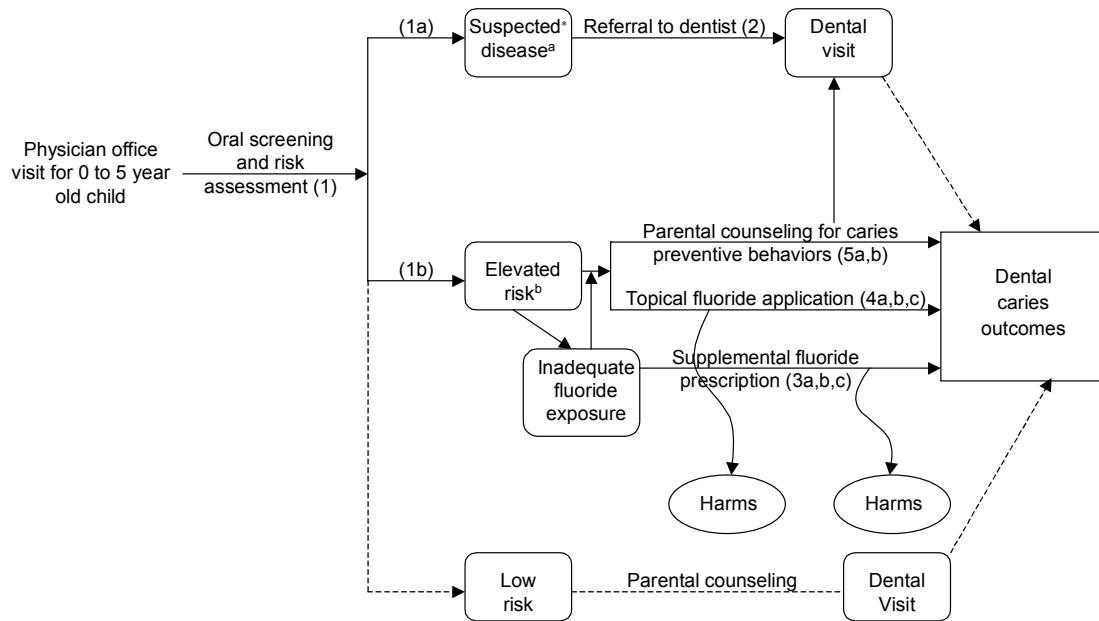 (1a)
Suspected*
diseaseᵃ
Referral to dentist (2)
Dental
visit
Physician office
visit for 0 to 5 year
old child
Oral screening
and risk
assessment (1)
(1b)
Elevated
riskᵇ
Parental counseling for caries
preventive behaviors (5a,b)
Topical fluoride application (4a,b,c)
Dental
caries
outcomes
Inadequate
fluoride
exposure
Supplemental fluoride
prescription (3a,b,c)
Harms
Harms
Low
risk
Parental counseling
Dental
Visit